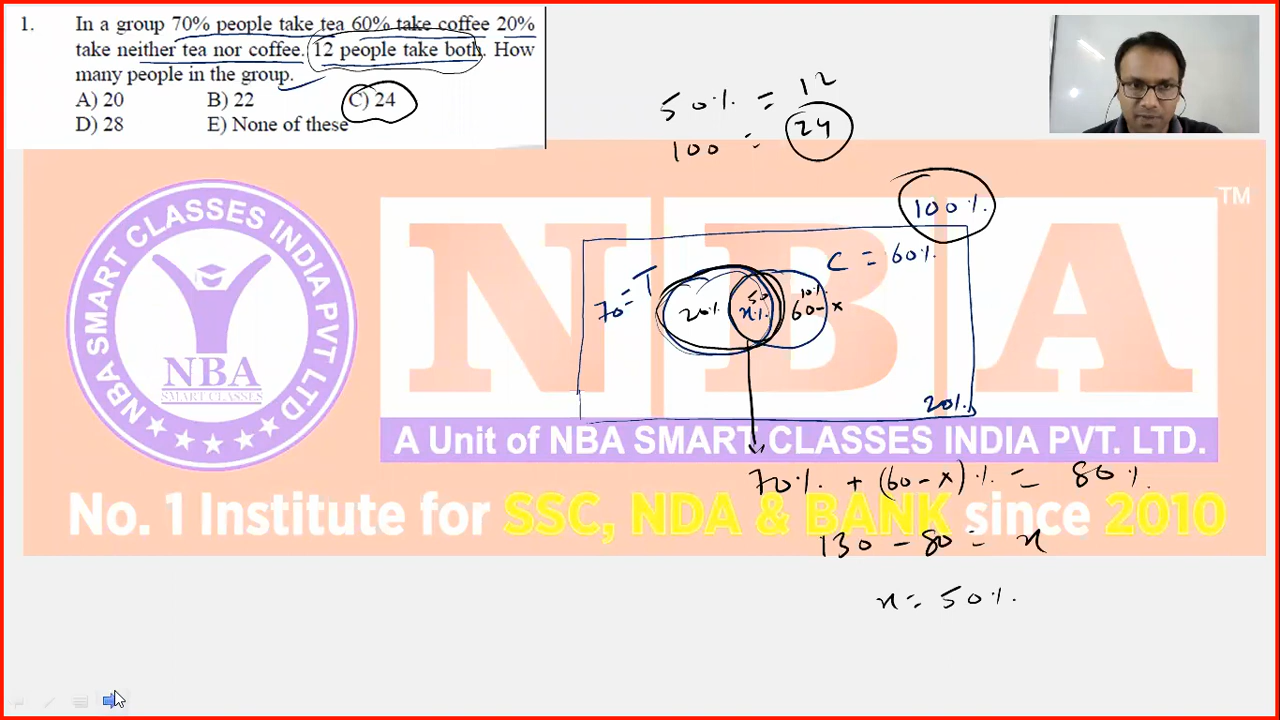 1. In a group 70% people take tea 60% take coffee 20%
take neither tea nor coffee. 12 people take both. How
many people in the group.
A) 20 B) 22 C) 24
D) 28 E) None of these
50% = 12
100 = 24
100%
C = 60%
70 = T
20% 50 x% 10% 60-x
20%
70% + (60-x)% = 80%
130 - 80 = x
x = 50%
NBA SMART CLASSES INDIA PVT LTD
NBA
SMART CLASSES
NBA
TM
A Unit of NBA SMART CLASSES INDIA PVT. LTD.
No. 1 Institute for SSC, NDA & BANK since 2010